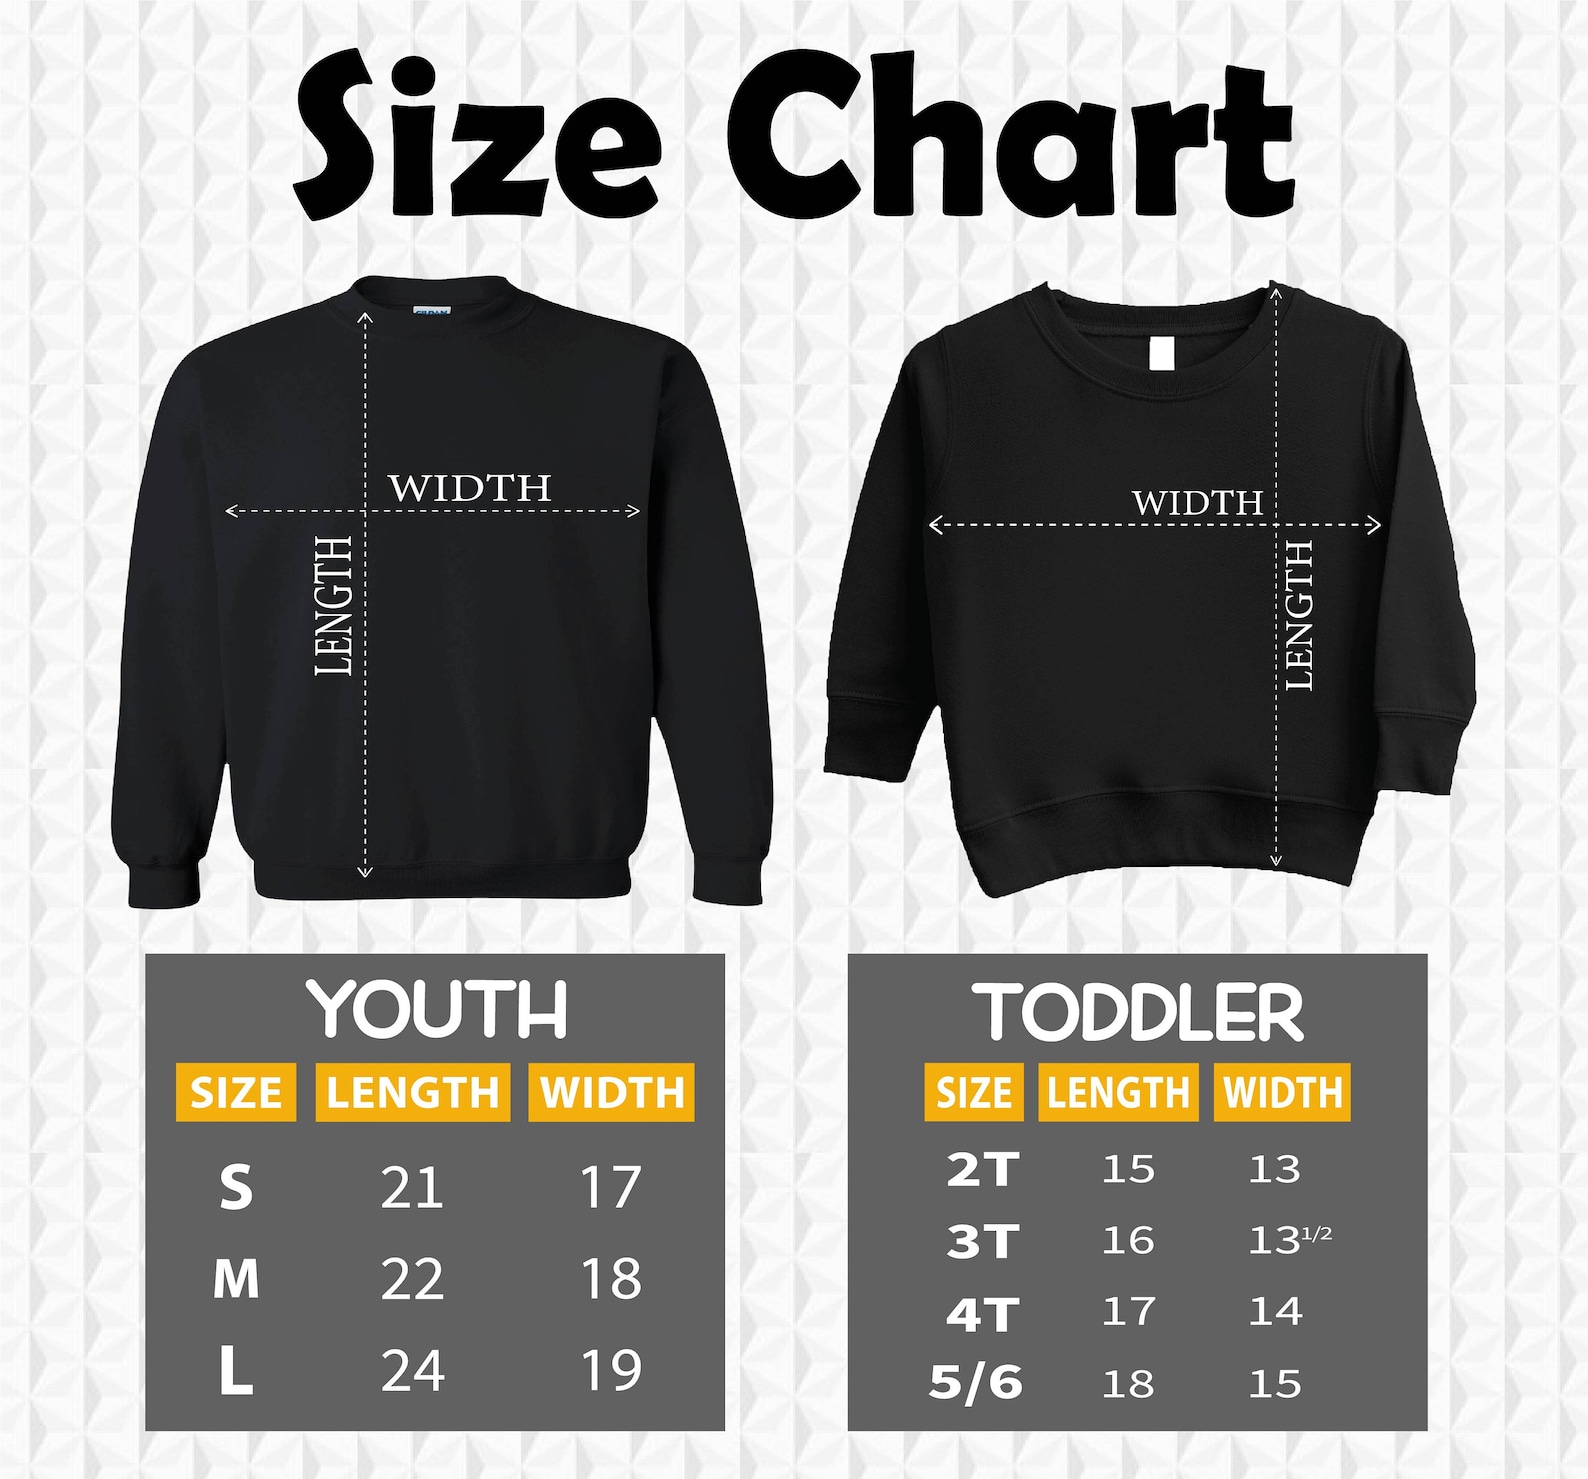 Size Chart
GILDAN
WIDTH
LENGTH
WIDTH
LENGTH
YOUTH
SIZE LENGTH WIDTH
S 21 17
M 22 18
L 24 19
TODDLER
SIZE LENGTH WIDTH
2T 15 13
3T 16 13 1/2
4T 17 14
5/6 18 15